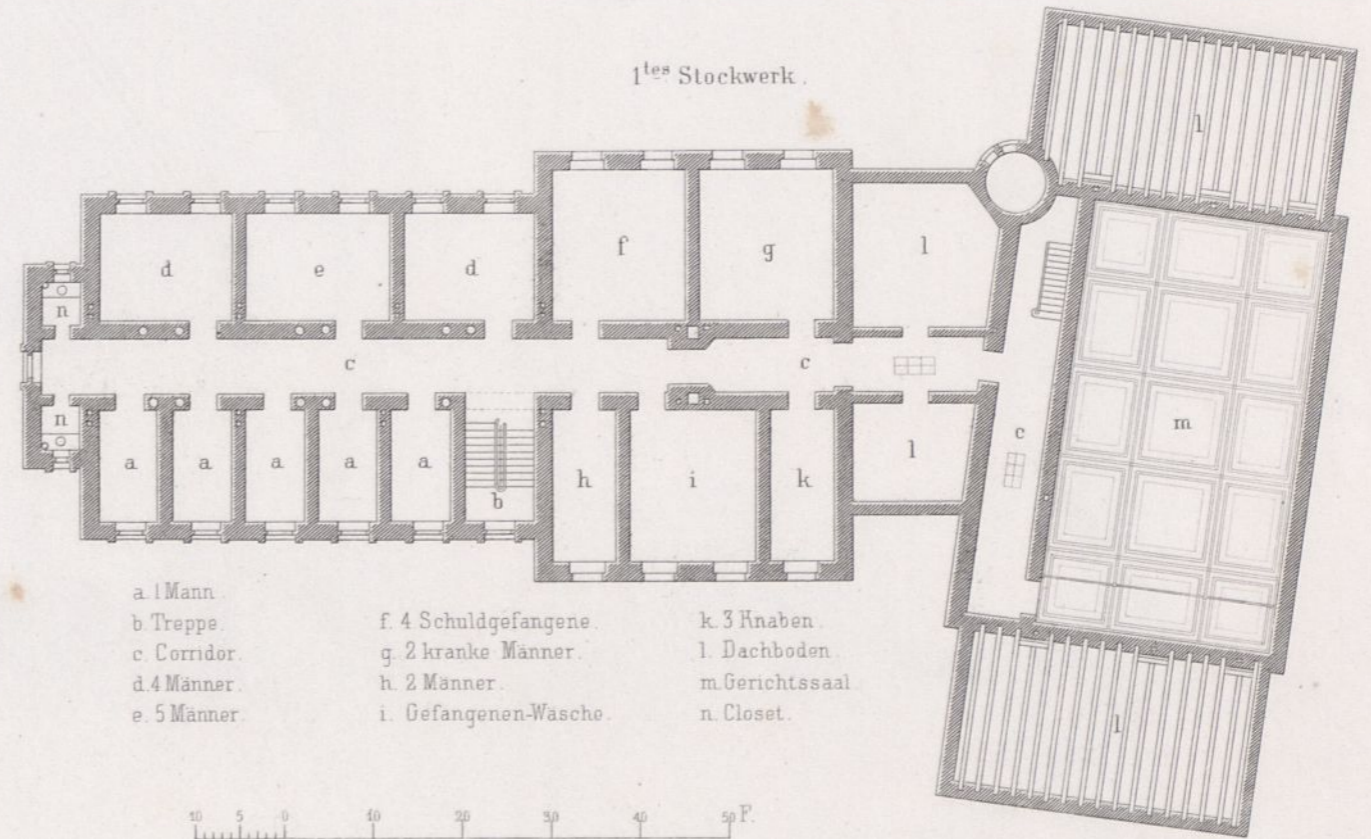 1tes Stockwerk.
l
d e d f g l
n
c c
n
a a a a a b h i k l c m
l
a. 1 Mann.
b. Treppe.
c. Corridor.
d. 4 Männer.
e. 5 Männer.
f. 4 Schuldgefangene.
g. 2 kranke Männer.
h. 2 Männer.
i. Gefangenen-Wäsche.
k. 3 Knaben.
l. Dachboden.
m. Gerichtssaal.
n. Closet.
10 5 0 10 20 30 40 50 F.